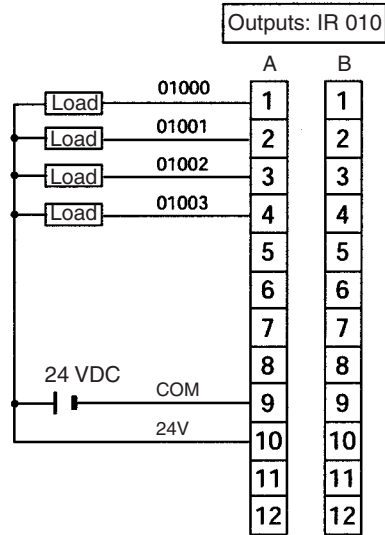 Outputs: IR 010
A B
Load 01000 1 1
Load 01001 2 2
Load 01002 3 3
Load 01003 4 4
5 5
6 6
7 7
8 8
24 VDC
COM 9 9
24V 10 10
11 11
12 12